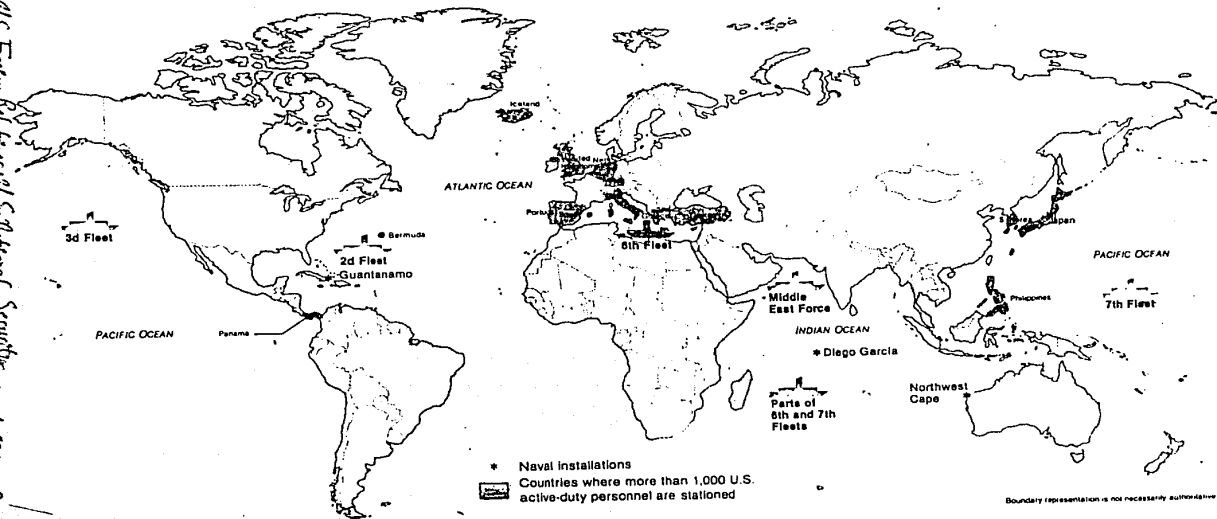 Iceland
ATLANTIC OCEAN
Portugal
3d Fleet
Bermuda
2d Fleet
Guantanamo
6th Fleet
Japan
PACIFIC OCEAN
Middle
East Force
Philippines
7th Fleet
PACIFIC OCEAN
Panama
INDIAN OCEAN
* Diego Garcia
Northwest
Cape
Parts of
6th and 7th
Fleets
* Naval installations
Countries where more than 1,000 U.S.
active-duty personnel are stationed
Boundary representation is not necessarily authoritative